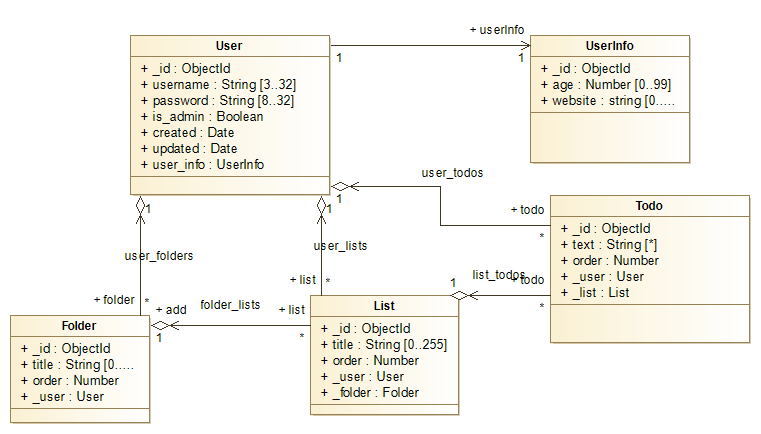 User
+ _id : ObjectId
+ username : String [3..32]
+ password : String [8..32]
+ is_admin : Boolean
+ created : Date
+ updated : Date
+ user_info : UserInfo
+ userInfo
1
1
UserInfo
+ _id : ObjectId
+ age : Number [0..99]
+ website : string [0.....
user_todos
1
+ todo
*
Todo
+ _id : ObjectId
+ text : String [*]
+ order : Number
+ _user : User
+ _list : List
1
user_folders
+ folder
*
1
user_lists
+ list
*
list_todos
1
+ todo
*
folder_lists
+ add
1
+ list
*
Folder
+ _id : ObjectId
+ title : String [0.....
+ order : Number
+ _user : User
List
+ _id : ObjectId
+ title : String [0..255]
+ order : Number
+ _user : User
+ _folder : Folder